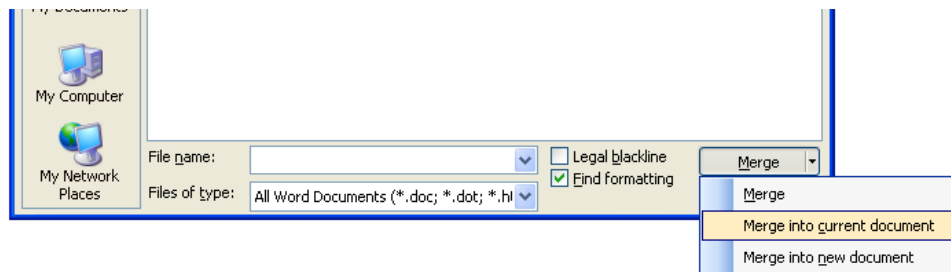 My Documents
My Computer
My Network
Places
File name:
Files of type:
All Word Documents (*.doc; *.dot; *.ht
Legal blackline
Find formatting
Merge
Merge
Merge into current document
Merge into new document